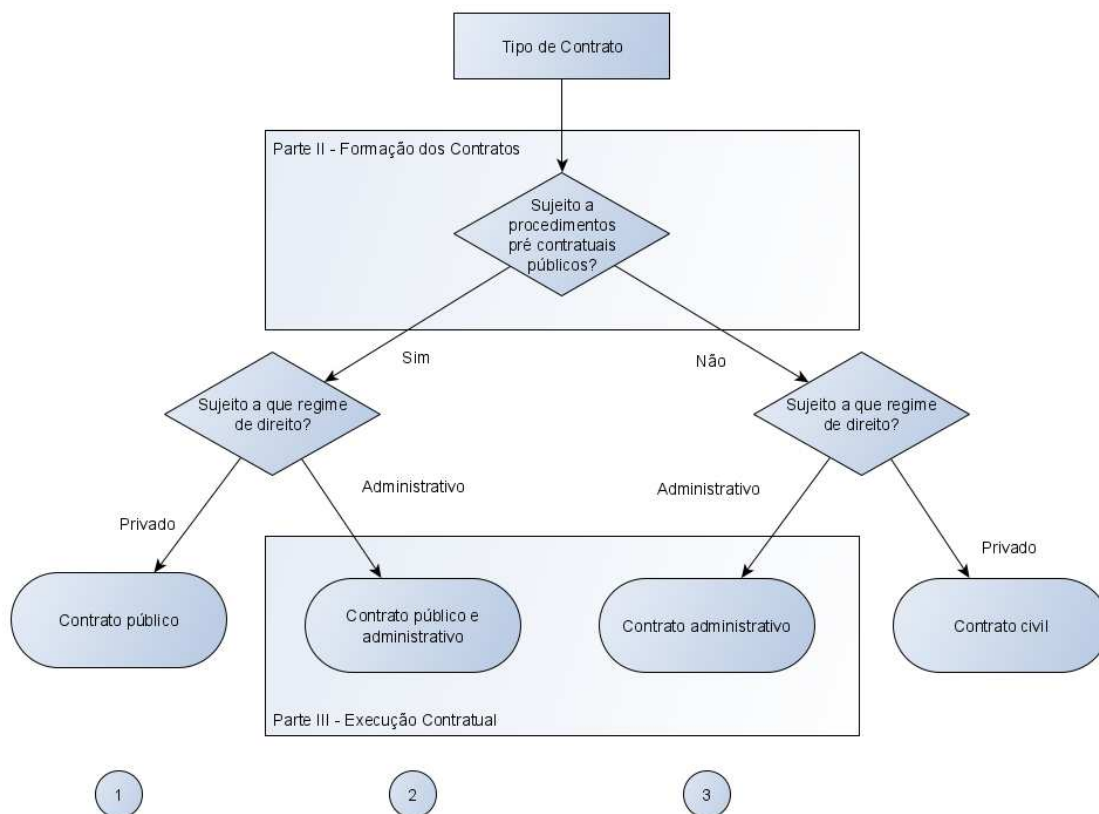 Tipo de Contrato
Parte II - Formação dos Contratos
Sujeito a
procedimentos
pré contratuais
públicos?
Sim
Não
Sujeito a que regime
de direito?
Sujeito a que regime
de direito?
Privado
Administrativo
Administrativo
Privado
Contrato público
Contrato público e
administrativo
Contrato administrativo
Contrato civil
Parte III - Execução Contratual
1
2
3